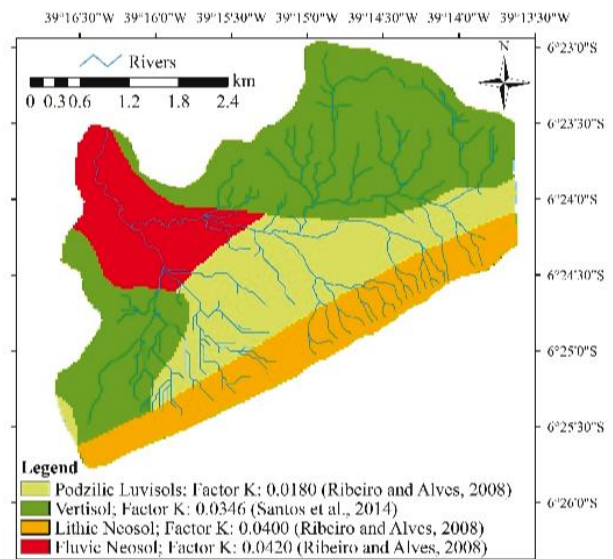 39°16'30"W 39°16'0"W 39°15'30"W 39°15'0"W 39°14'30"W 39°14'0"W 39°13'30"W
N
Rivers
km
0 0.30.6 1.2 1.8 2.4
6°23'0"S
6°23'30"S
6°24'0"S
6°24'30"S
6°25'0"S
6°25'30"S
6°26'0"S
Legend
Podzilic Luvisols; Factor K: 0.0180 (Ribeiro and Alves, 2008)
Vertisol; Factor K: 0.0346 (Santos et al., 2014)
Lithic Neosol; Factor K: 0.0400 (Ribeiro and Alves, 2008)
Fluvic Neosol; Factor K: 0.0420 (Ribeiro and Alves, 2008)